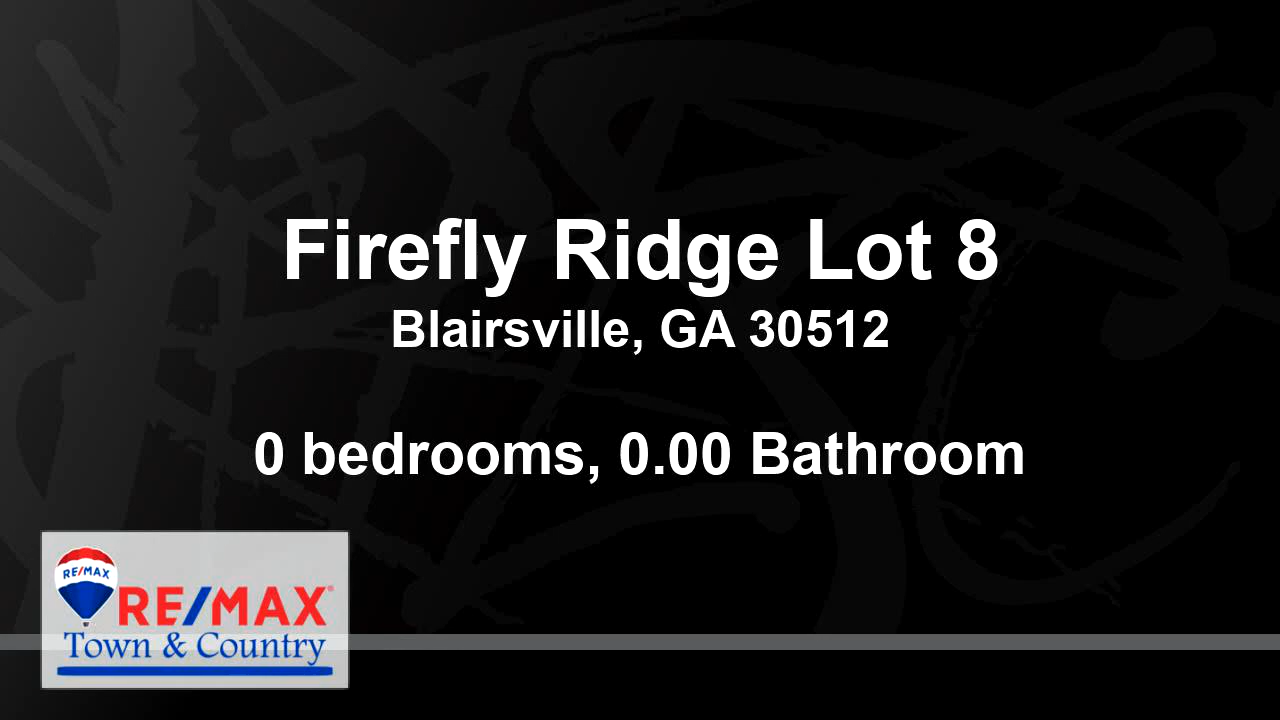 Firefly Ridge Lot 8
Blairsville, GA 30512
0 bedrooms, 0.00 Bathroom
RE/MAX
RE/MAX®
Town & Country